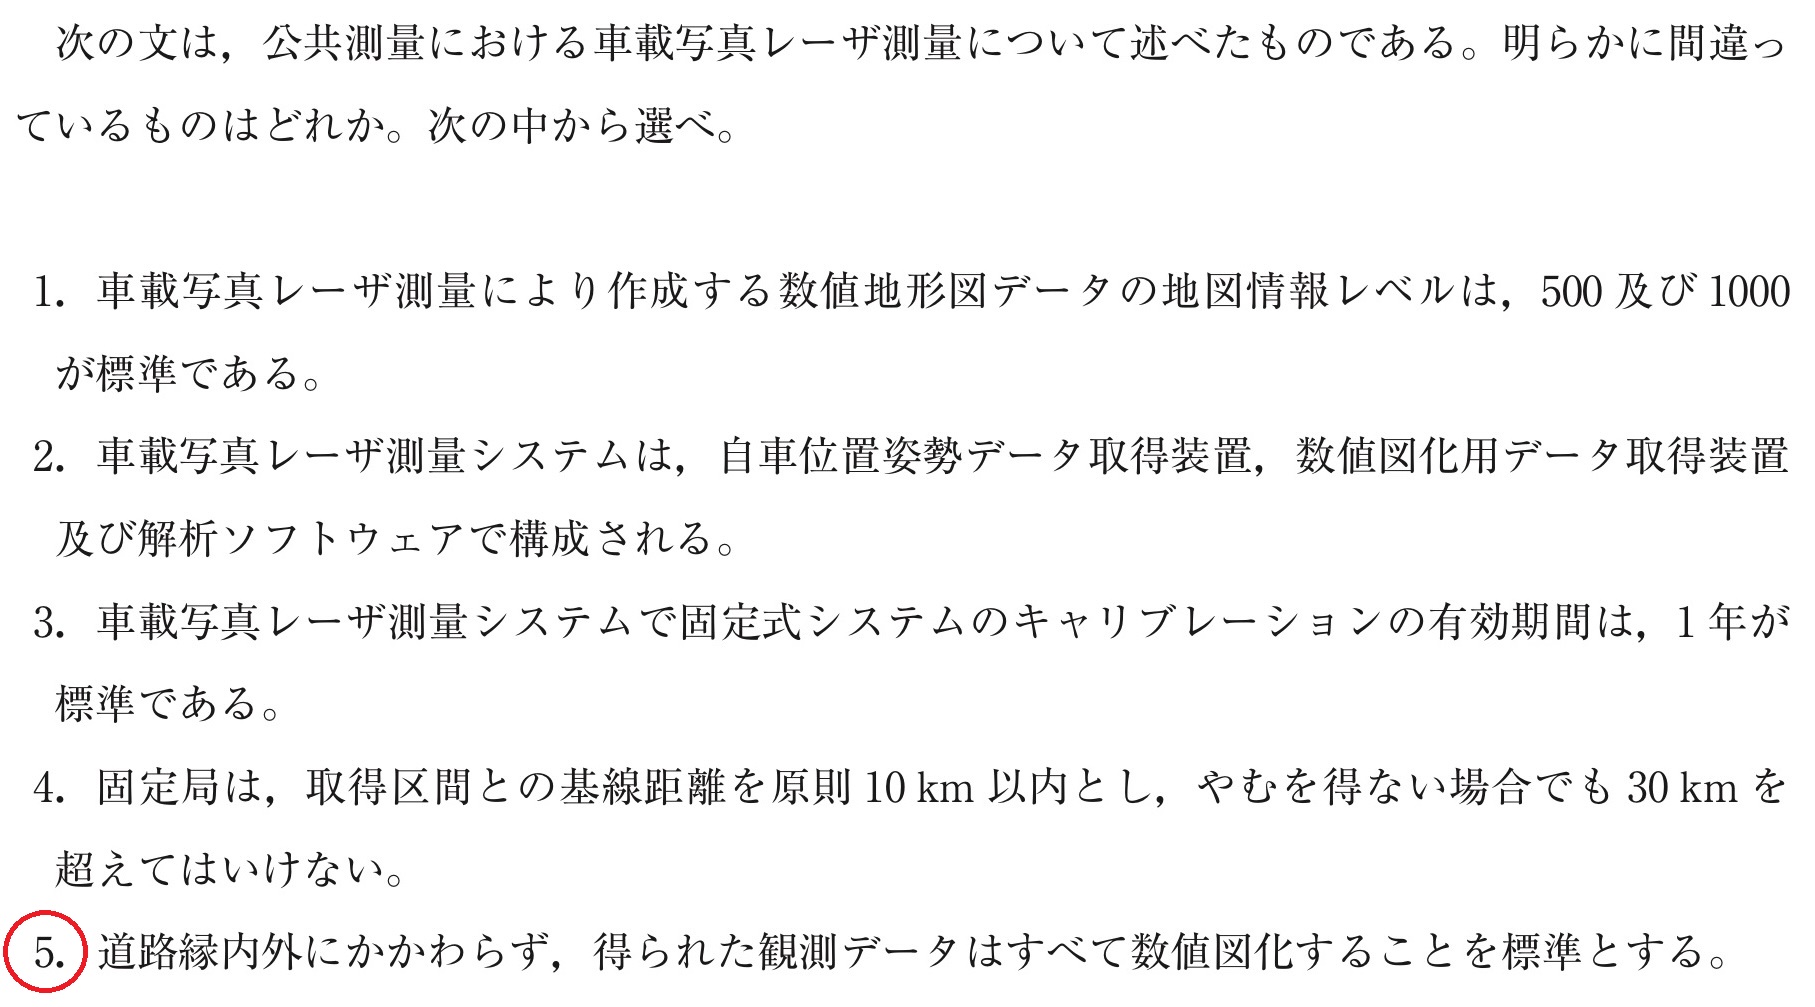 次の文は，公共測量における車載写真レーザ測量について述べたものである。明らかに間違っ
ているものはどれか。次の中から選べ。
1．車載写真レーザ測量により作成する数値地形図データの地図情報レベルは，500 及び 1000
が標準である。
2．車載写真レーザ測量システムは，自車位置姿勢データ取得装置，数値図化用データ取得装置
及び解析ソフトウェアで構成される。
3．車載写真レーザ測量システムで固定式システムのキャリブレーションの有効期間は，1 年が
標準である。
4．固定局は，取得区間との基線距離を原則 10 km 以内とし，やむを得ない場合でも 30 km を
超えてはいけない。
5．道路縁内外にかかわらず，得られた観測データはすべて数値図化することを標準とする。